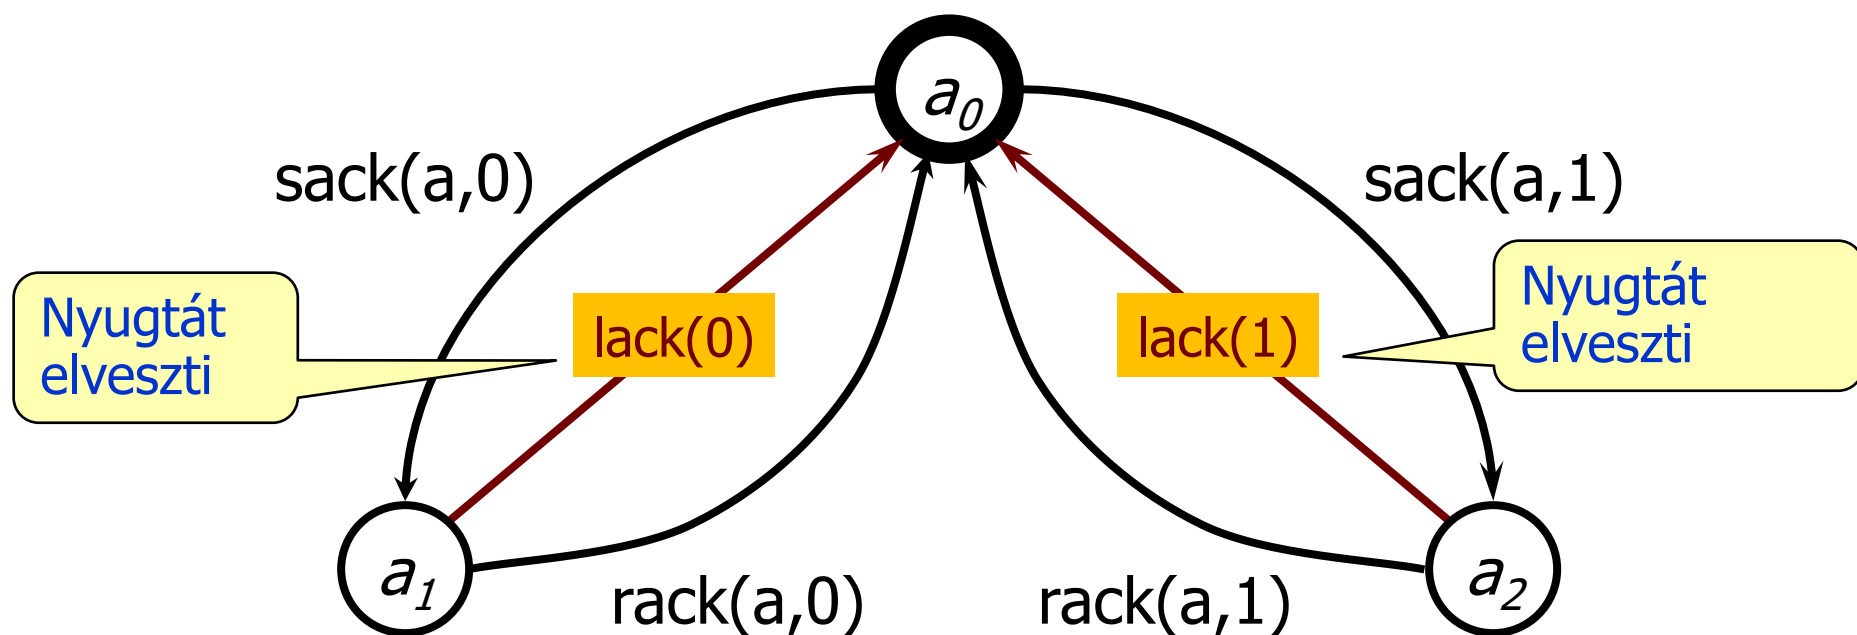 a0
sack(a,0)
sack(a,1)
Nyugtát
elveszti
lack(0)
lack(1)
Nyugtát
elveszti
a1
rack(a,0)
rack(a,1)
a2